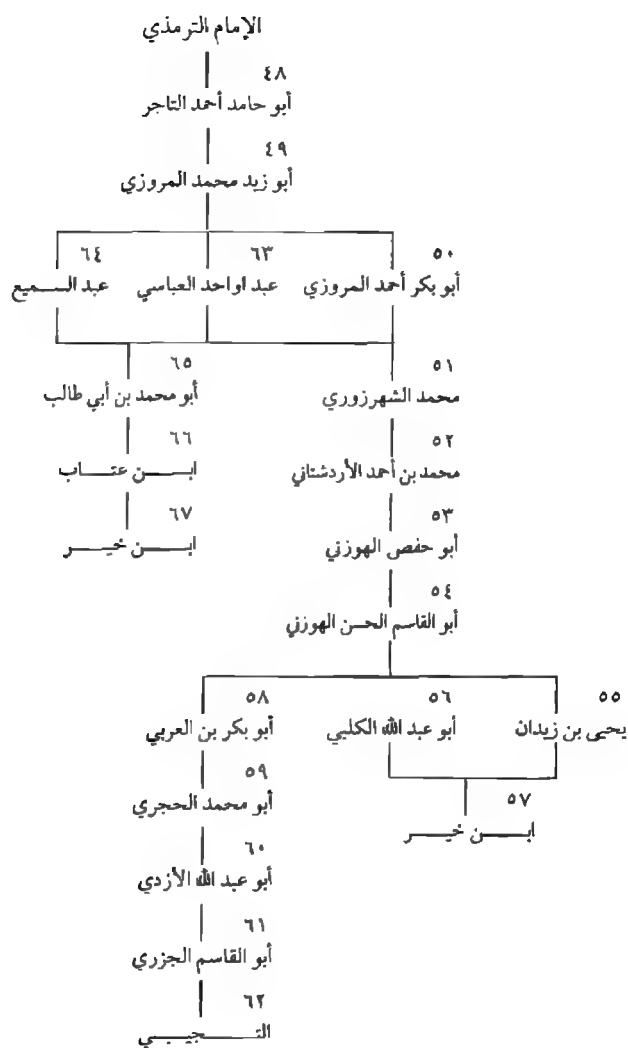 الإمام الترمذي
٤٨
أبو حامد أحمد التاجر
٤٩
أبو زيد محمد المروزي
٥٠ ٦٣ ٦٤
أبو بكر أحمد المروزي عبد اواحد العباسي عبد السميع
٥١ ٦٥
محمد الشهرزوري أبو محمد بن أبي طالب
٥٢ ٦٦
محمد بن أحمد الأردشتاني ابن عتاب
٥٣ ٦٧
أبو حفص الهوزني ابن خير
٥٤
أبو القاسم الحسن الهوزني
٥٥ ٥٦ ٥٨
يحيى بن زيدان أبو عبد الله الكلبي أبو بكر بن العربي
٥٧ ٥٩
ابن خير أبو محمد الحجري
٦٠
أبو عبد الله الأزدي
٦١
أبو القاسم الجزري
٦٢
التجيبي